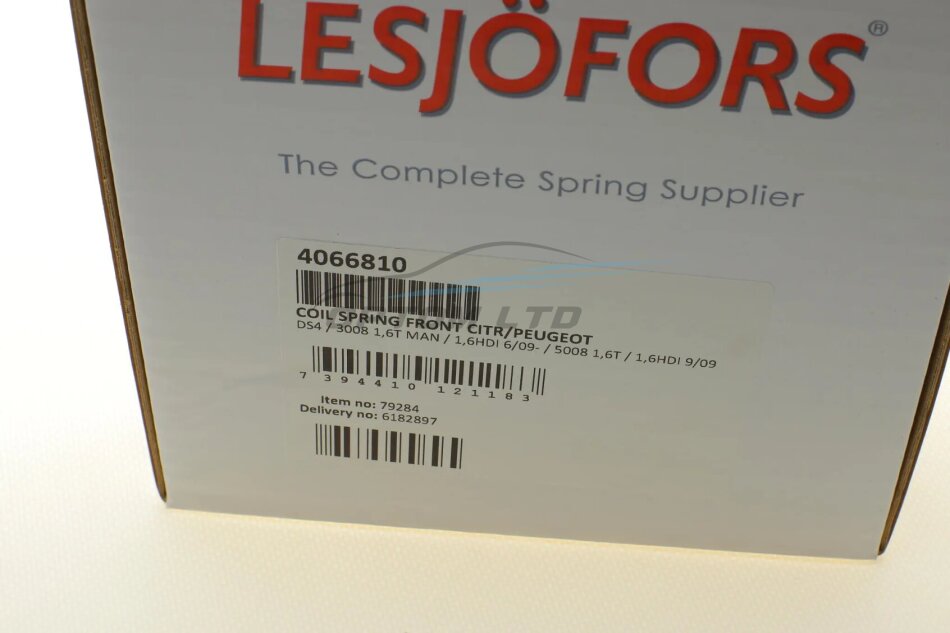 LESJÖFORS®
The Complete Spring Supplier
4066810
COIL SPRING FRONT CITR/PEUGEOT
DS4 / 3008 1,6T MAN / 1,6HDI 6/09- / 5008 1,6T / 1,6HDI 9/09
7 394410 121183
Item no: 79284
Delivery no: 6182897
LTD